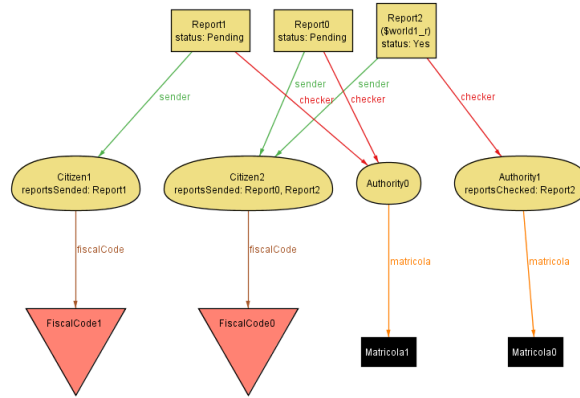 Report1
status: Pending
Report0
status: Pending
Report2
($world1_r)
status: Yes
sender
sender
sender
checker
checker
checker
Citizen1
reportsSended: Report1
Citizen2
reportsSended: Report0, Report2
Authority0
Authority1
reportsChecked: Report2
fiscalCode
fiscalCode
matricola
matricola
FiscalCode1
FiscalCode0
Matricola1
Matricola0